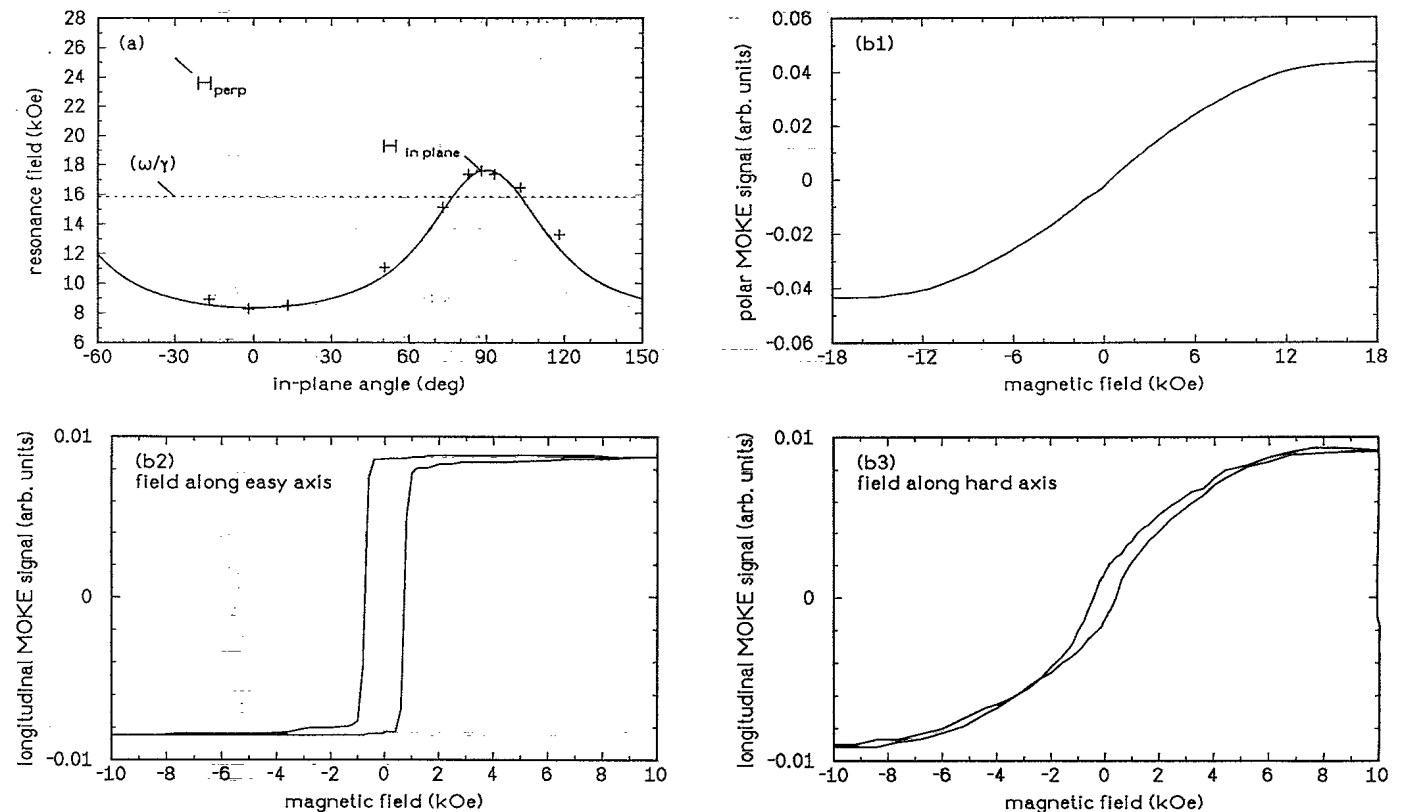 28
26
24
22
20
18
16
14
12
10
8
6
(a)
H perp
(ω/γ)
H in plane
-60 -30 0 30 60 90 120 150
in-plane angle (deg)
resonance field (kOe)
0.06
0.04
0.02
0
-0.02
-0.04
-0.06
(b1)
-18 -12 -6 0 6 12 18
magnetic field (kOe)
polar MOKE signal (arb. units)
0.01
0
-0.01
(b2)
field along easy axis
-10 -8 -6 -4 -2 0 2 4 6 8 10
magnetic field (kOe)
longitudinal MOKE signal (arb. units)
0.01
0
-0.01
(b3)
field along hard axis
-10 -8 -6 -4 -2 0 2 4 6 8 10
magnetic field (kOe)
longitudinal MOKE signal (arb. units)